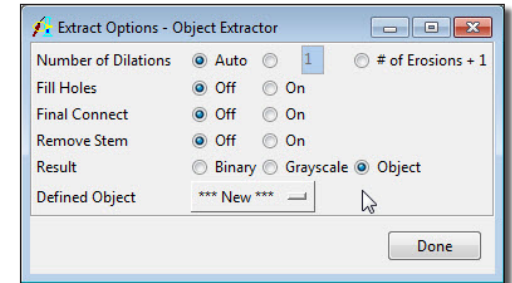 Extract Options - Object Extractor
Number of Dilations Auto 1 # of Erosions + 1
Fill Holes Off On
Final Connect Off On
Remove Stem Off On
Result Binary Grayscale Object
Defined Object *** New ***
Done